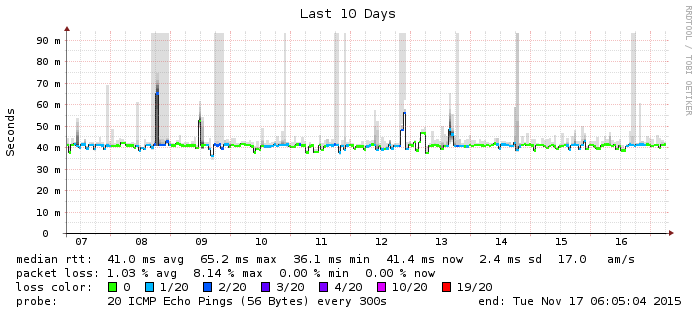 Last 10 Days
RRDTOOL / TOBI OETIKER
Seconds
90 m
80 m
70 m
60 m
50 m
40 m
30 m
20 m
10 m
0
07 08 09 10 11 12 13 14 15 16
median rtt: 41.0 ms avg 65.2 ms max 36.1 ms min 41.4 ms now 2.4 ms sd 17.0 am/s
packet loss: 1.03 % avg 8.14 % max 0.00 % min 0.00 % now
loss color: 0 1/20 2/20 3/20 4/20 10/20 19/20
probe: 20 ICMP Echo Pings (56 Bytes) every 300s end: Tue Nov 17 06:05:04 2015